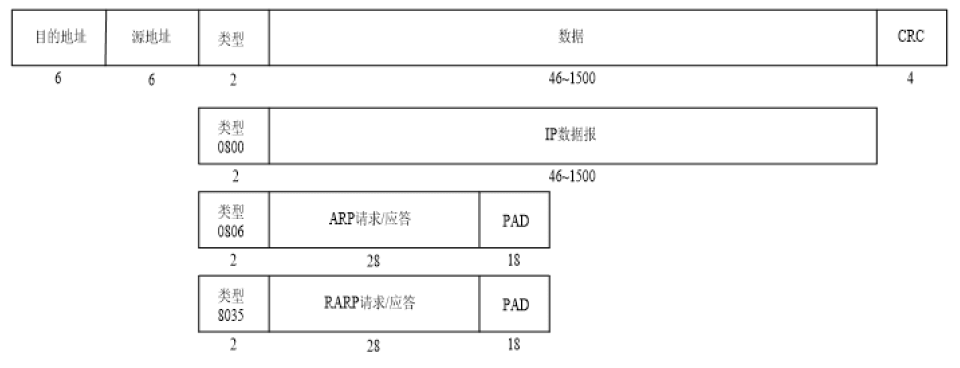 目的地址 源地址 类型 数据 CRC
6 6 2 46~1500 4
类型
0800 IP数据报
2 46~1500
类型
0806 ARP请求/应答 PAD
2 28 18
类型
8035 RARP请求/应答 PAD
2 28 18